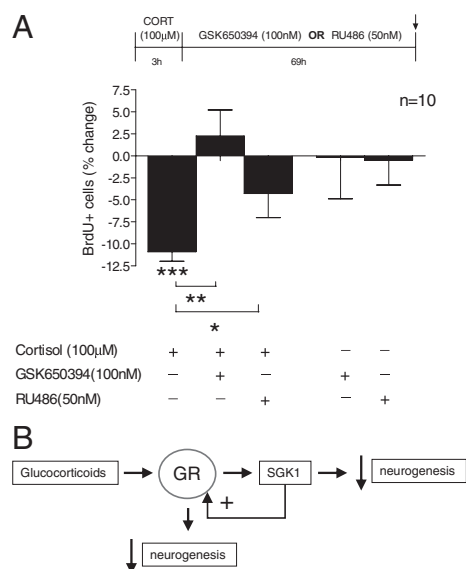 A
CORT
(100µM)
GSK650394 (100nM) OR RU486 (50nM)
3h
69h
n=10
BrdU+ cells (% change)
7.5
5.0
2.5
0.0
-2.5
-5.0
-7.5
-10.0
-12.5
***
**
*
Cortisol (100µM) + + + – –
GSK650394(100nM) – + – + –
RU486(50nM) – – + – +
B
Glucocorticoids
GR
SGK1
neurogenesis
+
neurogenesis